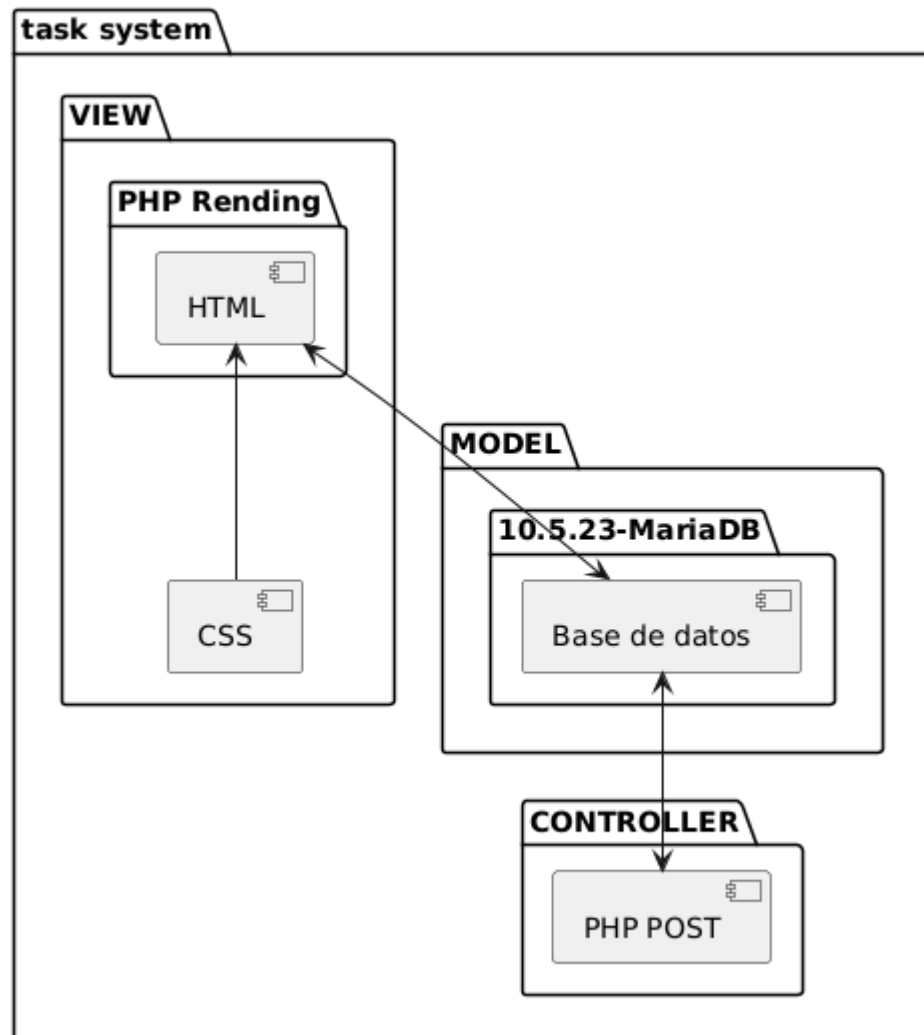 task system
VIEW
PHP Rending
HTML
CSS
MODEL
10.5.23-MariaDB
Base de datos
CONTROLLER
PHP POST